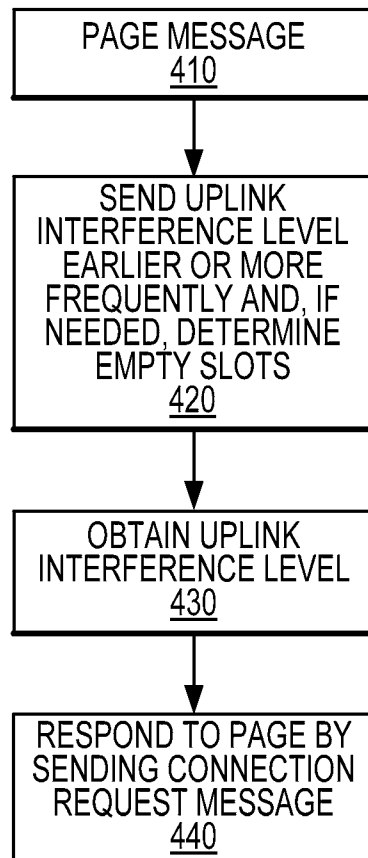 PAGE MESSAGE
410
SEND UPLINK
INTERFERENCE LEVEL
EARLIER OR MORE
FREQUENTLY AND, IF
NEEDED, DETERMINE
EMPTY SLOTS
420
OBTAIN UPLINK
INTERFERENCE LEVEL
430
RESPOND TO PAGE BY
SENDING CONNECTION
REQUEST MESSAGE
440